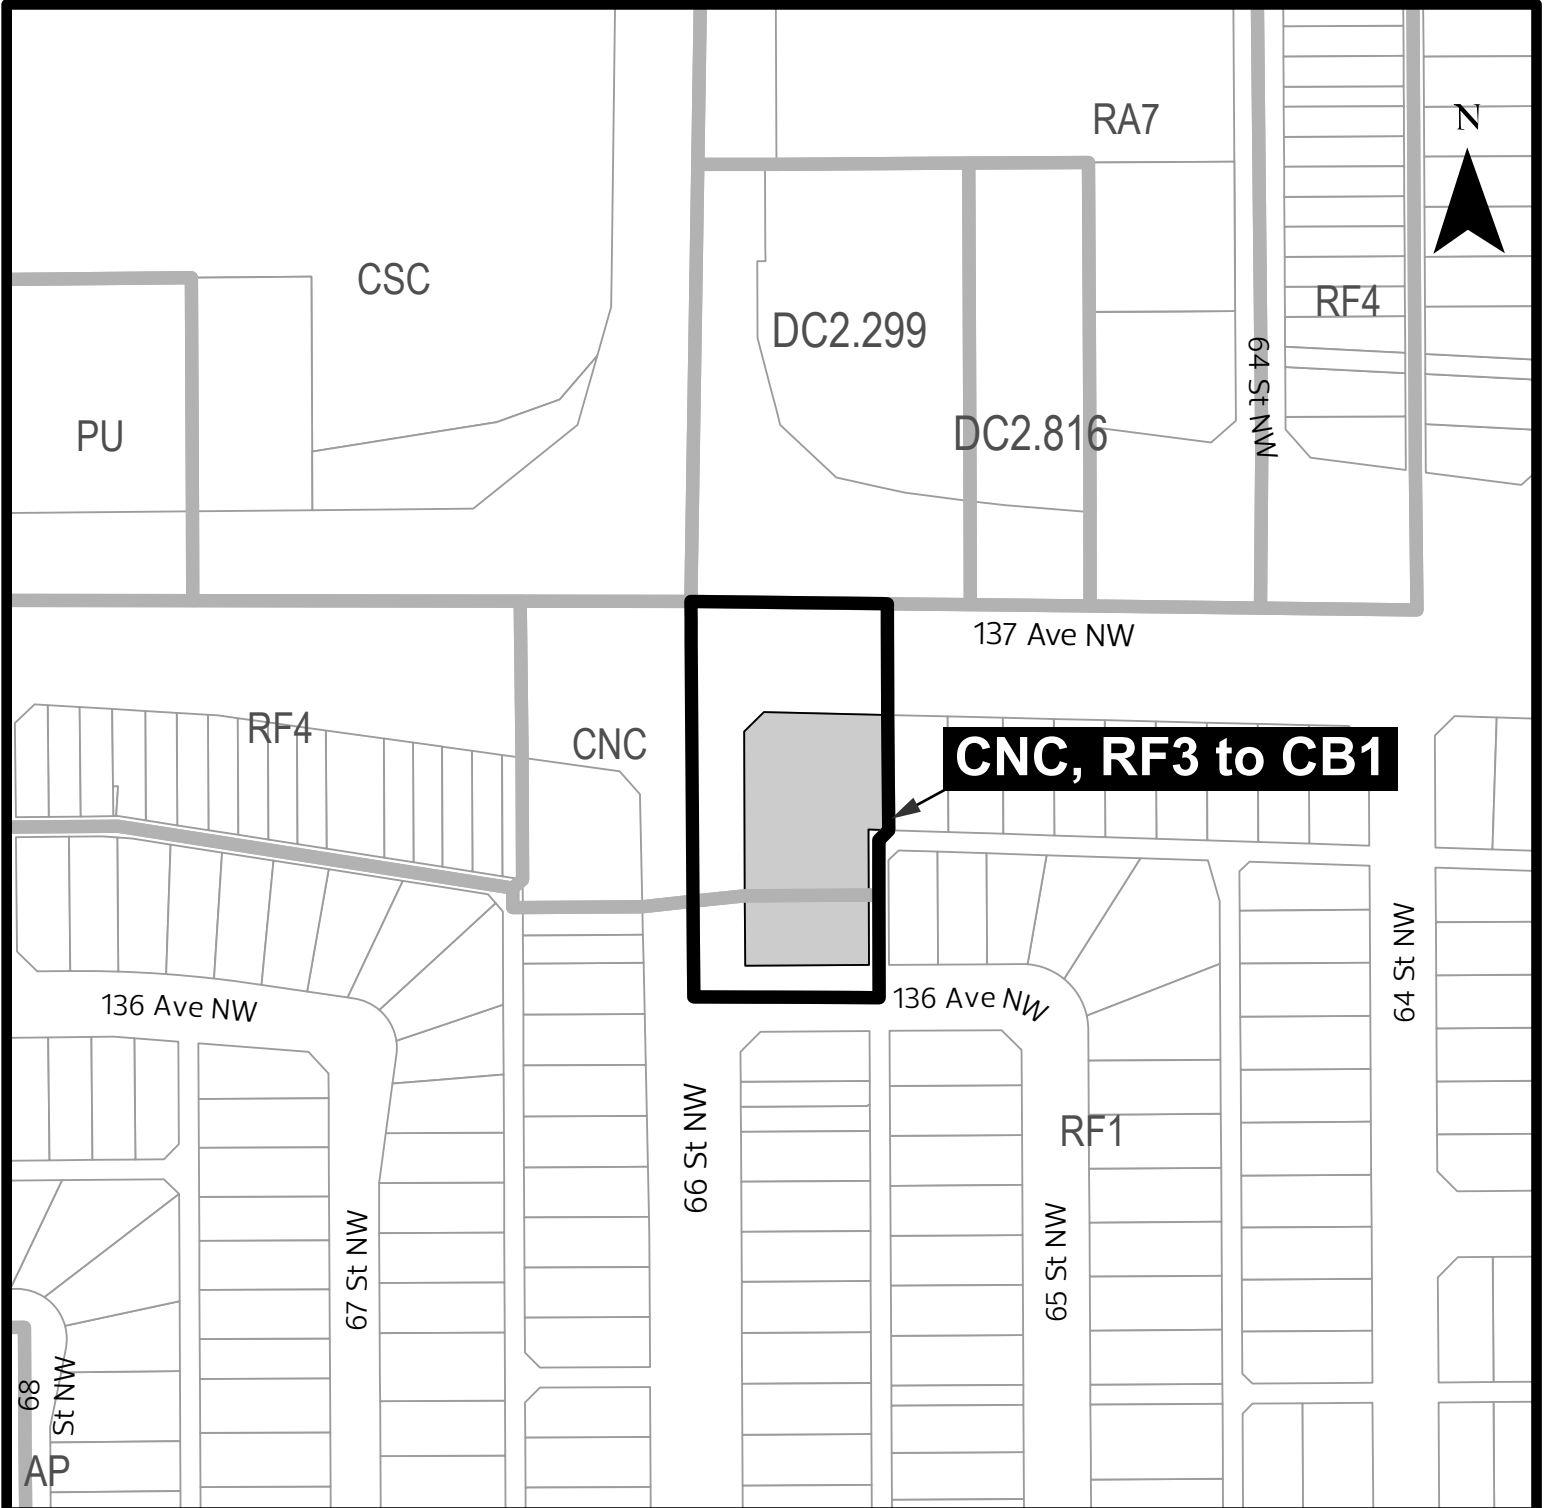 RA7
N
CSC
RF4
DC2.299
64 St NW
PU
DC2.816
137 Ave NW
RF4
CNC
CNC, RF3 to CB1
64 St NW
136 Ave NW
136 Ave NW
66 St NW
RF1
67 St NW
65 St NW
68
St NW
AP